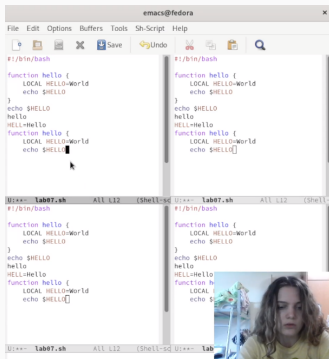 emacs@fedora
File Edit Options Buffers Tools Sh-Script Help
Save Undo
#!/bin/bash
function hello {
LOCAL HELLO=World
echo $HELLO
}
echo $HELLO
hello
HELL=Hello
function hello {
LOCAL HELLO=World
echo $HELLO
U:**- lab07.sh All L12 (Shell-sc
#!/bin/bash
function hello {
LOCAL HELLO=World
echo $HELLO
}
echo $HELLO
hello
HELL=Hello
function hello {
LOCAL HELLO=World
echo $HELLO
U:**- lab07.sh All L12 (Shell-sc
#!/bin/bash
function hello {
LOCAL HELLO=World
echo $HELLO
}
echo $HELLO
hello
HELL=Hello
function hello {
LOCAL HELLO=World
echo $HELLO
U:**- lab07.sh All L12 (Shell-sc
#!/bin/bash
function hello {
LOCAL HELLO=World
echo $HELLO
}
echo $HELLO
hello
HELL=Hello
function h
LOCAL H
echo $H
U:**- lab